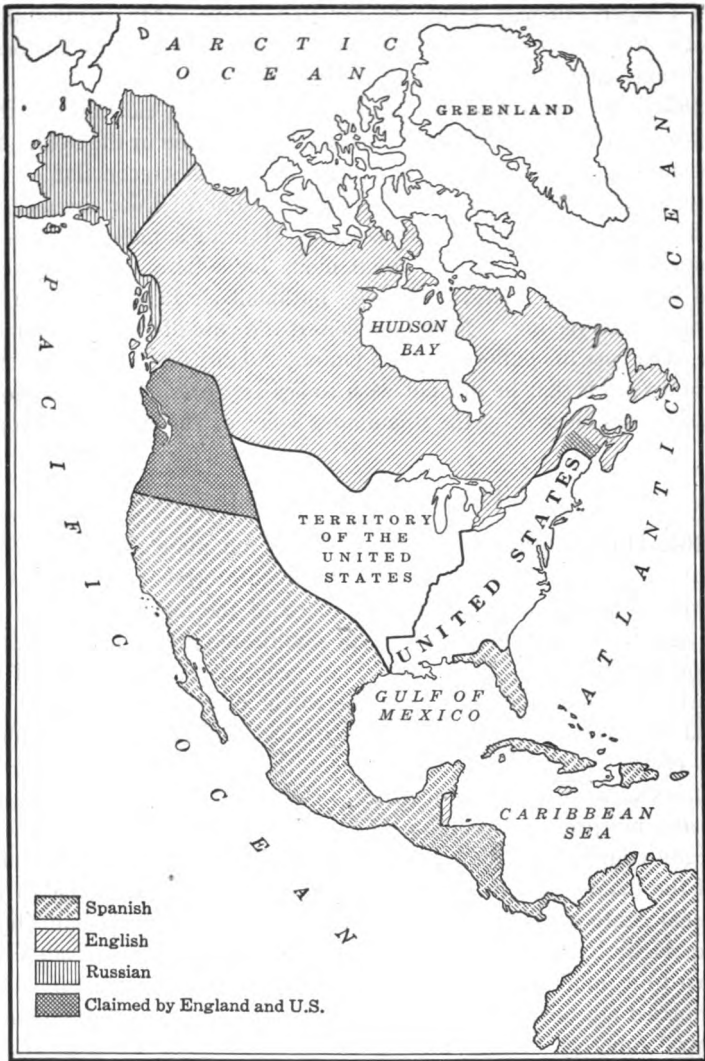 ARCTIC
OCEAN
GREENLAND
ATLANTIC OCEAN
PACIFIC OCEAN
HUDSON
BAY
TERRITORY
OF THE
UNITED
STATES
UNITED STATES
GULF OF
MEXICO
CARIBBEAN
SEA
Spanish
English
Russian
Claimed by England and U.S.